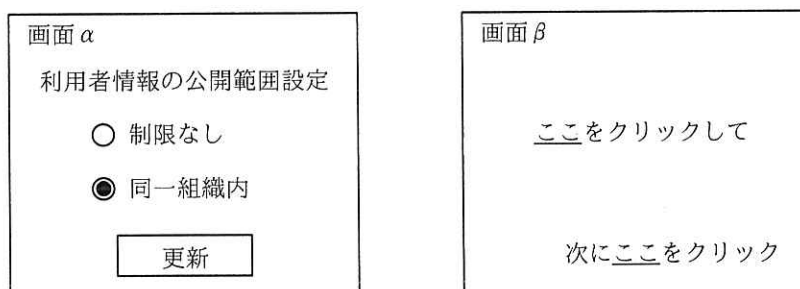 画面α
利用者情報の公開範囲設定
制限なし
同一組織内
更新
画面β
ここをクリックして
次にここをクリック